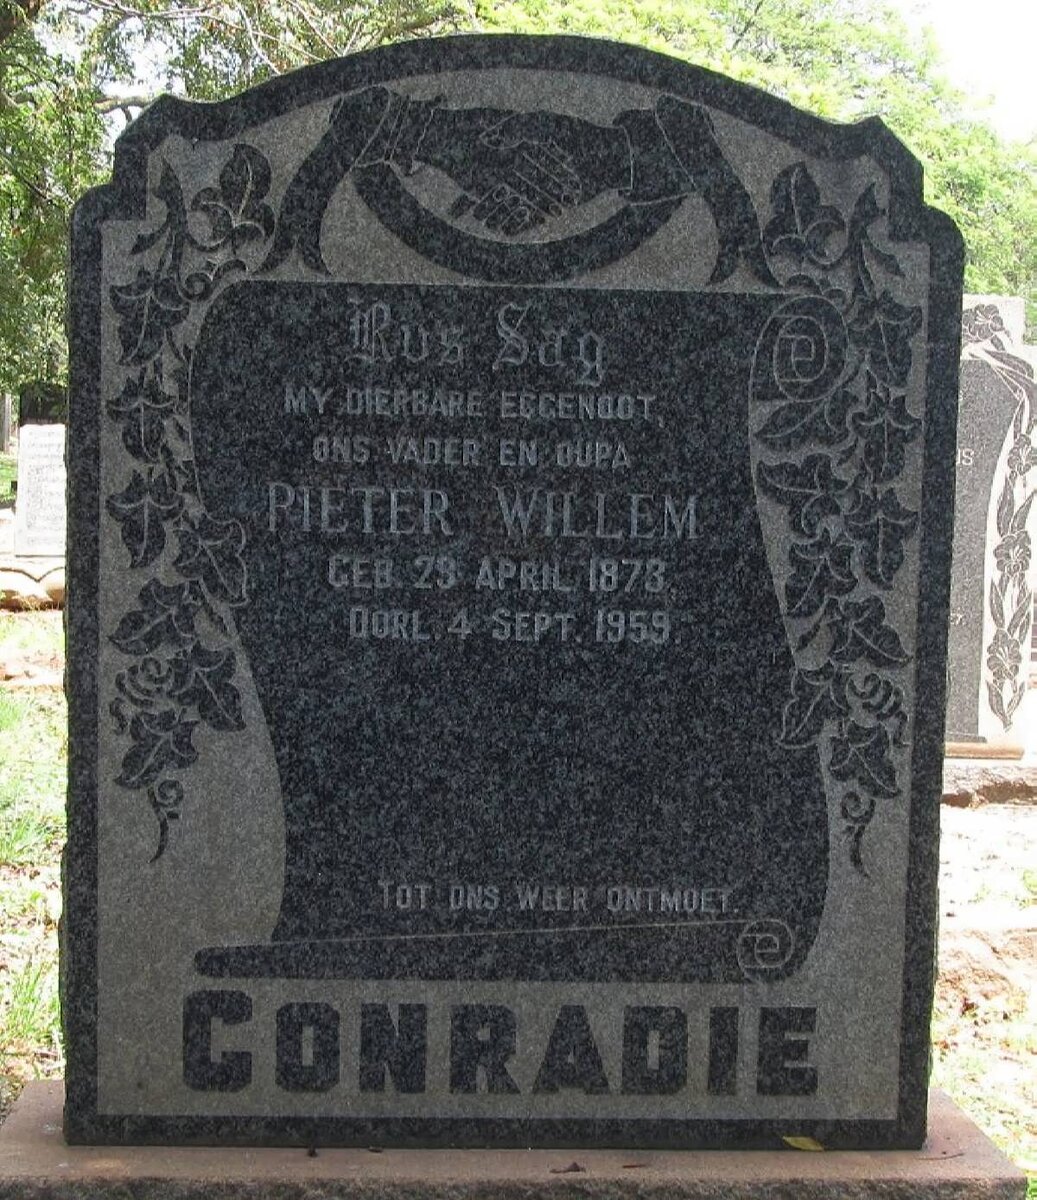 Rus Sag
MY DIERBARE EGGENOOT,
ONS VADER EN OUPA
PIETER WILLEM
GEB. 29 APRIL 1873.
OORL. 4 SEPT. 1959.
TOT ONS WEER ONTMOET.
CONRADIE